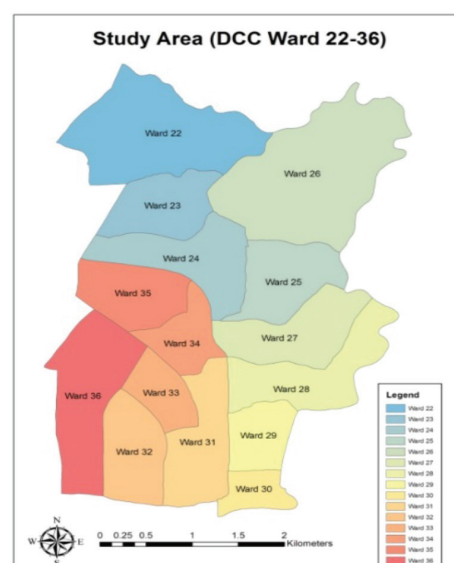 Study Area (DCC Ward 22-36)
Ward 22
Ward 26
Ward 23
Ward 24
Ward 25
Ward 35
Ward 27
Ward 34
Ward 28
Ward 33
Ward 36
Ward 31
Ward 29
Ward 32
Ward 30
Legend
Ward 22
Ward 23
Ward 24
Ward 25
Ward 26
Ward 27
Ward 28
Ward 29
Ward 30
Ward 31
Ward 32
Ward 33
Ward 34
Ward 35
Ward 36
N
W E
S
0 0.25 0.5 1 1.5 2
Kilometers